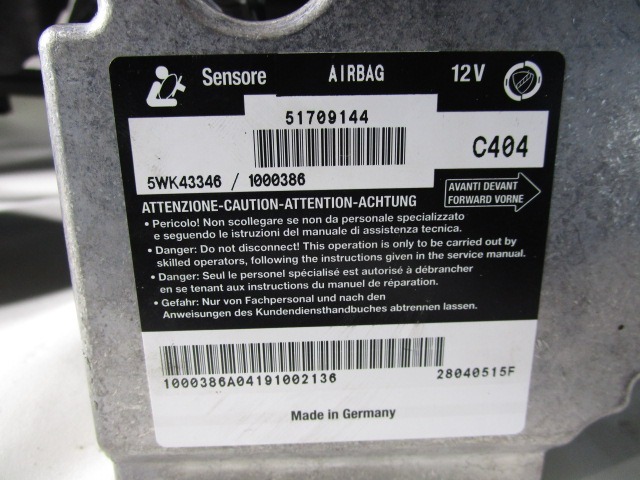 Sensore AIRBAG 12V
51709144
C404
5WK43346 / 1000386
AVANTI DEVANT
FORWARD VORNE
ATTENZIONE-CAUTION-ATTENTION-ACHTUNG
• Pericolo! Non scollegare se non da personale specializzato
e seguendo le istruzioni del manuale di assistenza tecnica.
• Danger: Do not disconnect! This operation is only to be carried out by
skilled operators, following the instructions given in the service manual.
• Danger: Seul le personel spécialisé est autorisé à débrancher
en se tenant aux instructions du manuel de réparation.
• Gefahr: Nur von Fachpersonal und nach den
Anweisungen des Kundendiensthandbuches abtrennen lassen.
1000386A04191002136 28040515F
Made in Germany